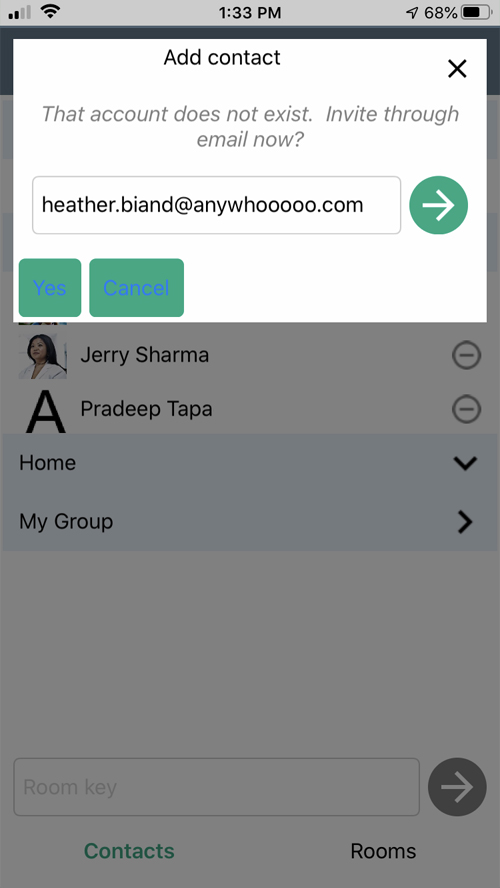 1:33 PM 68%
Add contact
That account does not exist. Invite through
email now?
heather.biand@anywhooooo.com
Yes Cancel
Jerry Sharma
A Pradeep Tapa
Home
My Group
Room key
Contacts Rooms